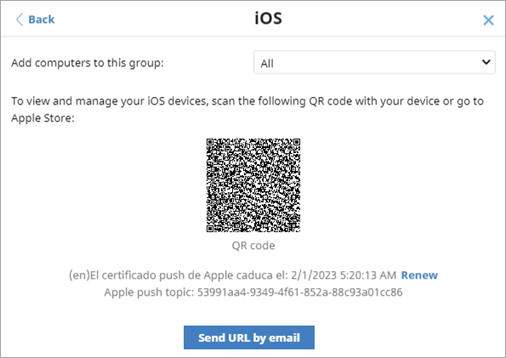 Back
iOS
Add computers to this group:
All
To view and manage your iOS devices, scan the following QR code with your device or go to
Apple Store:
QR code
(en)El certificado push de Apple caduca el: 2/1/2023 5:20:13 AM Renew
Apple push topic: 53991aa4-9349-4f61-852a-88c93a01cc86
Send URL by email